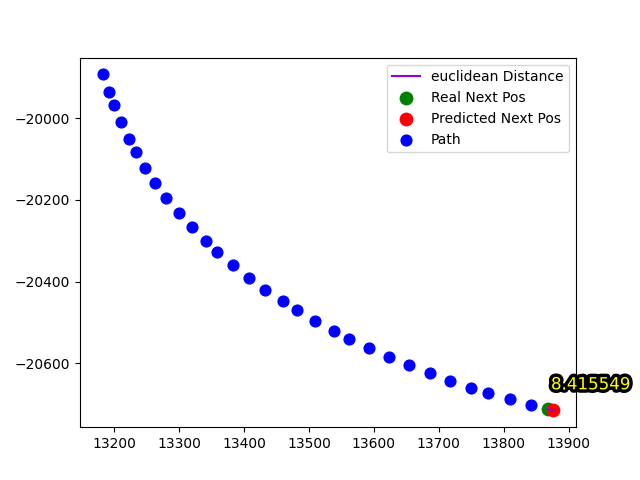 euclidean Distance
Real Next Pos
Predicted Next Pos
Path
−20000
−20200
−20400
−20600
8.415549
13200 13300 13400 13500 13600 13700 13800 13900